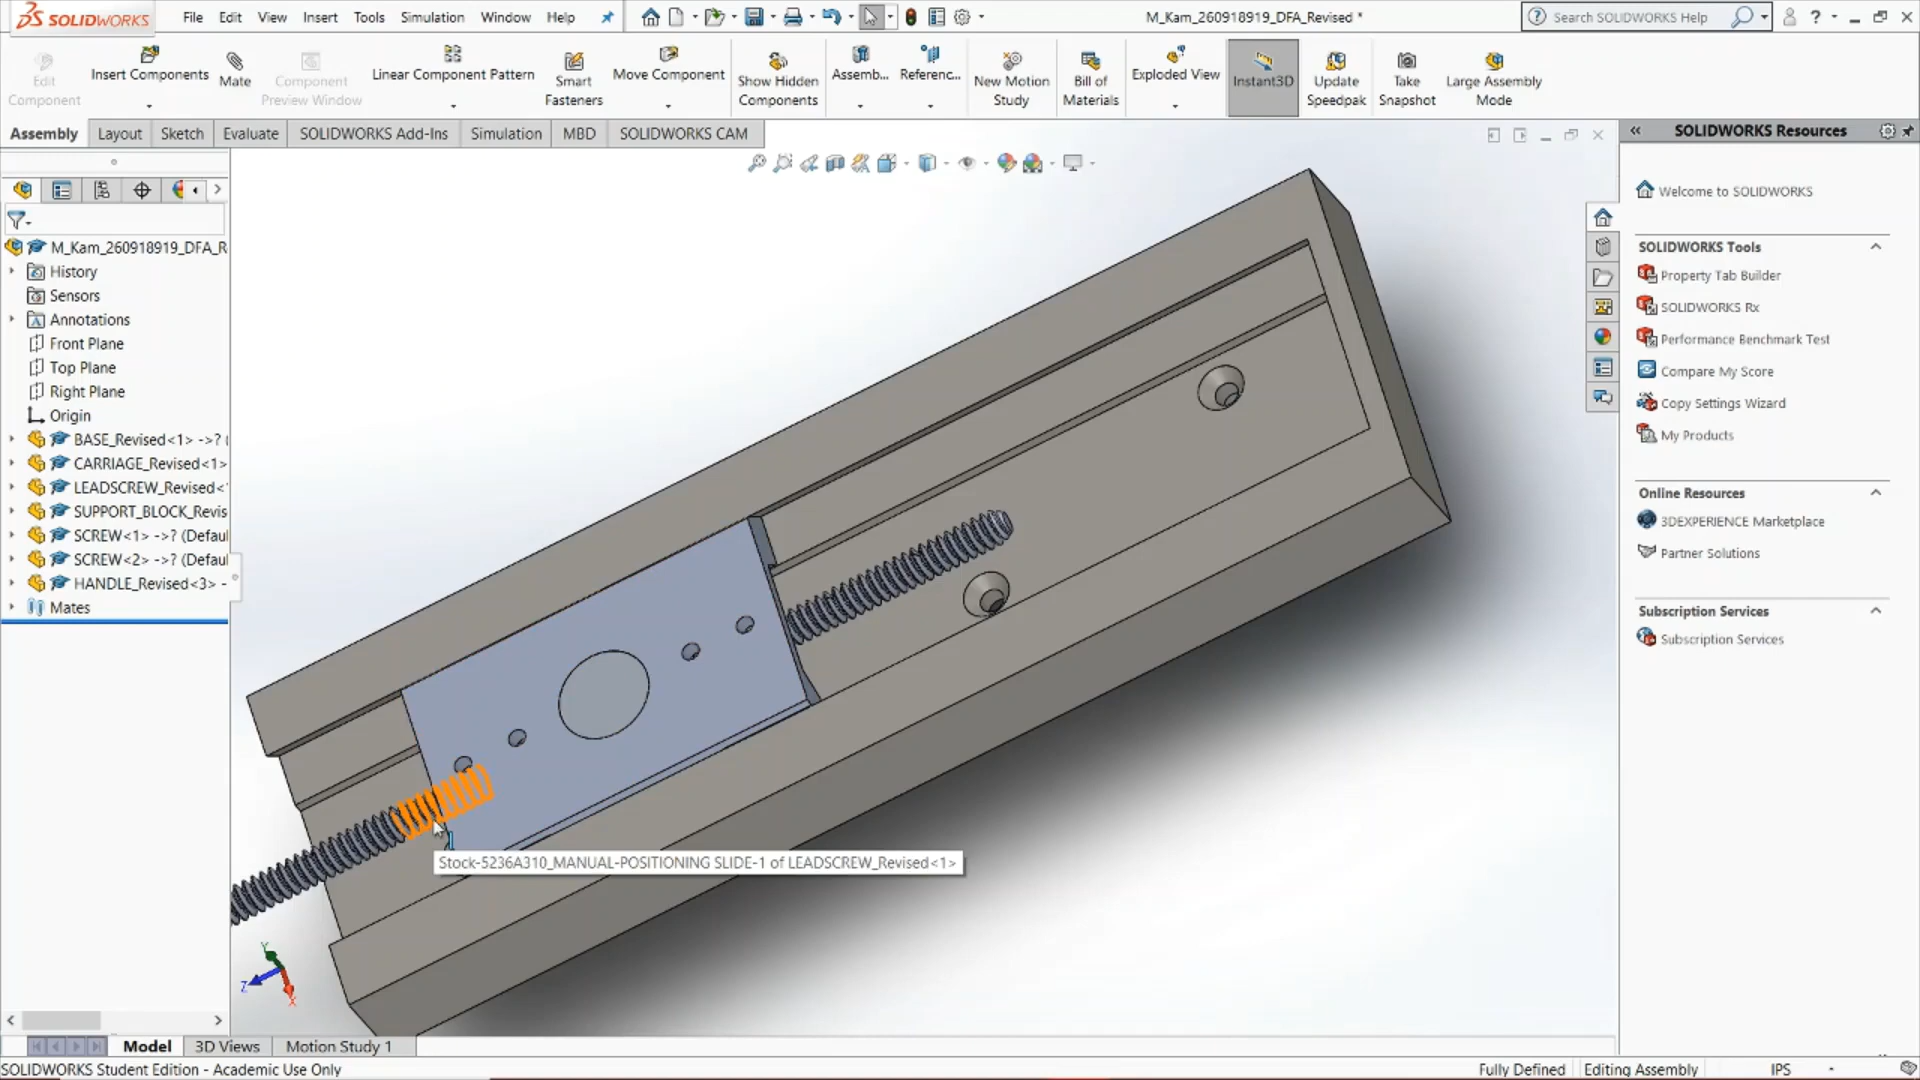 SOLIDWORKS File Edit View Insert Tools Simulation Window Help M_Kam_260918919_DFA_Revised * Search SOLIDWORKS Help
Edit Component
Insert Components
Mate
Component Preview Window
Linear Component Pattern
Smart Fasteners
Move Component
Show Hidden Components
Assemb...
Referenc...
New Motion Study
Bill of Materials
Exploded View
Instant3D
Update Speedpak
Take Snapshot
Large Assembly Mode
Assembly Layout Sketch Evaluate SOLIDWORKS Add-Ins Simulation MBD SOLIDWORKS CAM
M_Kam_260918919_DFA_R
History
Sensors
Annotations
Front Plane
Top Plane
Right Plane
Origin
BASE_Revised<1> ->? (
CARRIAGE_Revised<1>
LEADSCREW_Revised<
SUPPORT_BLOCK_Revis
SCREW<1> ->? (Defaul
SCREW<2> ->? (Defaul
HANDLE_Revised<3> -
Mates
Stock-5236A310_MANUAL-POSITIONING SLIDE-1 of LEADSCREW_Revised<1>
Y
Z
X
SOLIDWORKS Resources
Welcome to SOLIDWORKS
SOLIDWORKS Tools
Property Tab Builder
SOLIDWORKS Rx
Performance Benchmark Test
Compare My Score
Copy Settings Wizard
My Products
Online Resources
3DEXPERIENCE Marketplace
Partner Solutions
Subscription Services
Subscription Services
Model 3D Views Motion Study 1
SOLIDWORKS Student Edition - Academic Use Only Fully Defined Editing Assembly IPS -